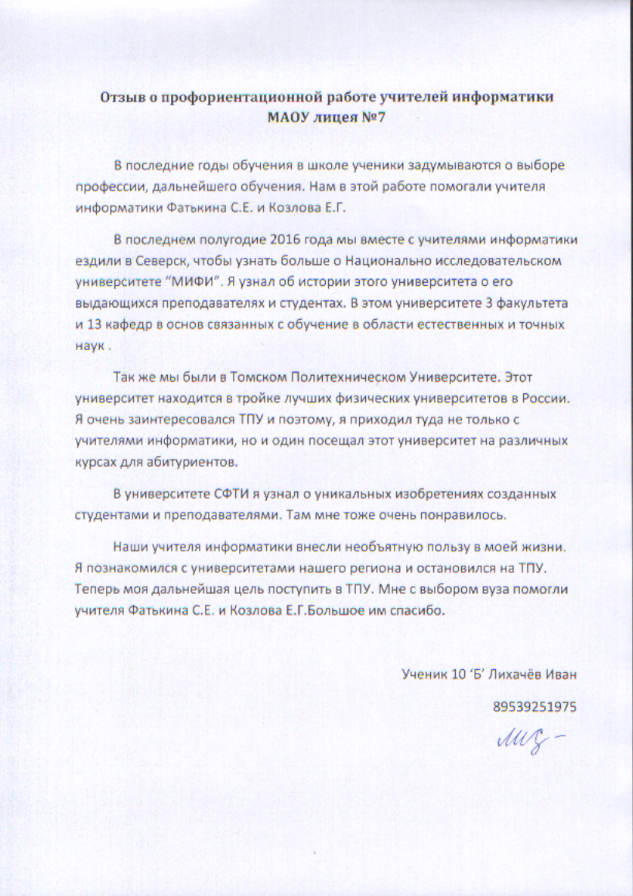 Отзыв о профориентационной работе учителей информатики
МАОУ лицея №7
В последние годы обучения в школе ученики задумываются о выборе
профессии, дальнейшего обучения. Нам в этой работе помогали учителя
информатики Фатькина С.Е. и Козлова Е.Г.
В последнем полугодие 2016 года мы вместе с учителями информатики
ездили в Северск, чтобы узнать больше о Национально исследовательском
университете “МИФИ”. Я узнал об истории этого университета о его
выдающихся преподавателях и студентах. В этом университете 3 факультета
и 13 кафедр в основ связанных с обучение в области естественных и точных
наук .
Так же мы были в Томском Политехническом Университете. Этот
университет находится в тройке лучших физических университетов в России.
Я очень заинтересовался ТПУ и поэтому, я приходил туда не только с
учителями информатики, но и один посещал этот университет на различных
курсах для абитуриентов.
В университете СФТИ я узнал о уникальных изобретениях созданных
студентами и преподавателями. Там мне тоже очень понравилось.
Наши учителя информатики внесли необъятную пользу в моей жизни.
Я познакомился с университетами нашего региона и остановился на ТПУ.
Теперь моя дальнейшая цель поступить в ТПУ. Мне с выбором вуза помогли
учителя Фатькина С.Е. и Козлова Е.Г.Большое им спасибо.
Ученик 10 ‘Б’ Лихачёв Иван
89539251975